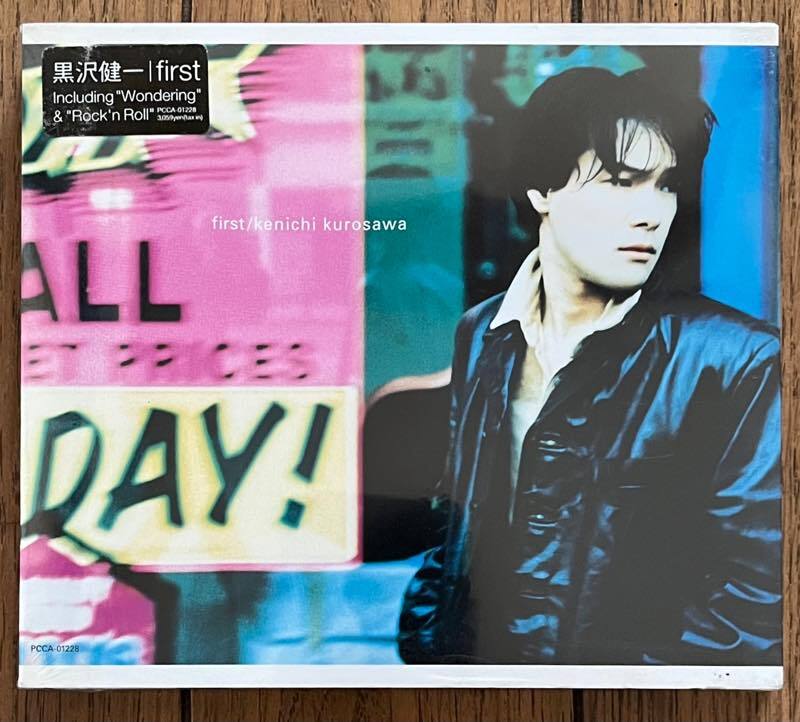 黒沢健一|first
Including "Wondering"
& "Rock'n Roll" PCCA-01228
3,059yen(tax in)
first/kenichi kurosawa
ALL
ET PRICES
DAY!
PCCA-01228